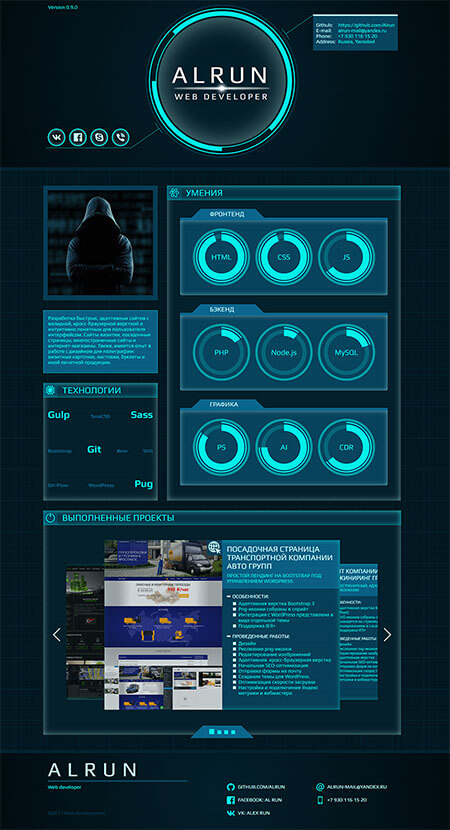 Version 0.9.0
Github: https://github.com/Alrun
E-mail: alrun-mail@yandex.ru
Phone: +7 930 116 15 20
Address: Russia, Yaroslavl
ALRUN
WEB DEVELOPER
УМЕНИЯ
ФРОНТЕНД
HTML
CSS
JS
Разработка быстрых, адаптивных сайтов с
валидной, кросс-браузерной версткой и
интуитивно понятным для пользователя
интерфейсом. Сайты-визитки, посадочные
страницы, многостраничные сайты и
интернет-магазины. Также, имеется опыт в
работе с дизайном для полиграфии:
визитные карточки, листовки, буклеты и
иной печатной продукции.
БЭКЕНД
PHP
Node.js
MySQL
ТЕХНОЛОГИИ
Gulp
Sass
Bootstrap
Git
SVG
WordPress
Pug
ГРАФИКА
PS
AI
CDR
ВЫПОЛНЕННЫЕ ПРОЕКТЫ
ПОСАДОЧНАЯ СТРАНИЦА
ТРАНСПОРТНОЙ КОМПАНИИ
АВТО ГРУПП
ПРОСТОЙ ЛЕНДИНГ НА BOOTSTRAP ПОД
УПРАВЛЕНИЕМ WORDPRESS
ОСОБЕННОСТИ:
Адаптивная верстка Bootstrap 3
Png-иконки собраны в спрайт
Интеграция с WordPress представлена в
виде отдельной темы
Поддержка IE9+
ПРОВЕДЕННЫЕ РАБОТЫ:
Дизайн
Рисование png-иконок
Редактирование изображений
Адаптивная, кросс-браузерная верстка
Начальная SEO оптимизация
Отправка формы на почту
Создание темы для WordPress
Оптимизация скорости загрузки
Настройка и подключение Яндекс
метрики и вебмастера
ALRUN
Web developer
GITHUB.COM/ALRUN
ALRUN-MAIL@YANDEX.RU
FACEBOOK: AL RUN
+7 930 116 15 20
VK: ALEX RUN